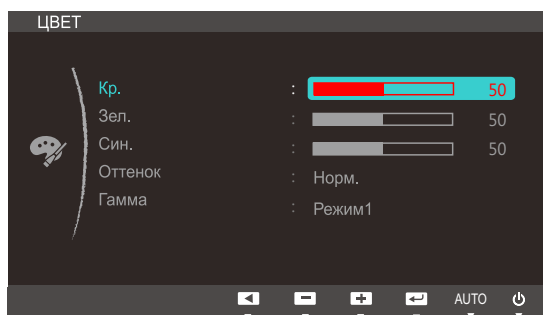 ЦВЕТ
Кр. : 50
Зел. : 50
Син. : 50
Оттенок : Норм.
Гамма : Режим1
AUTO